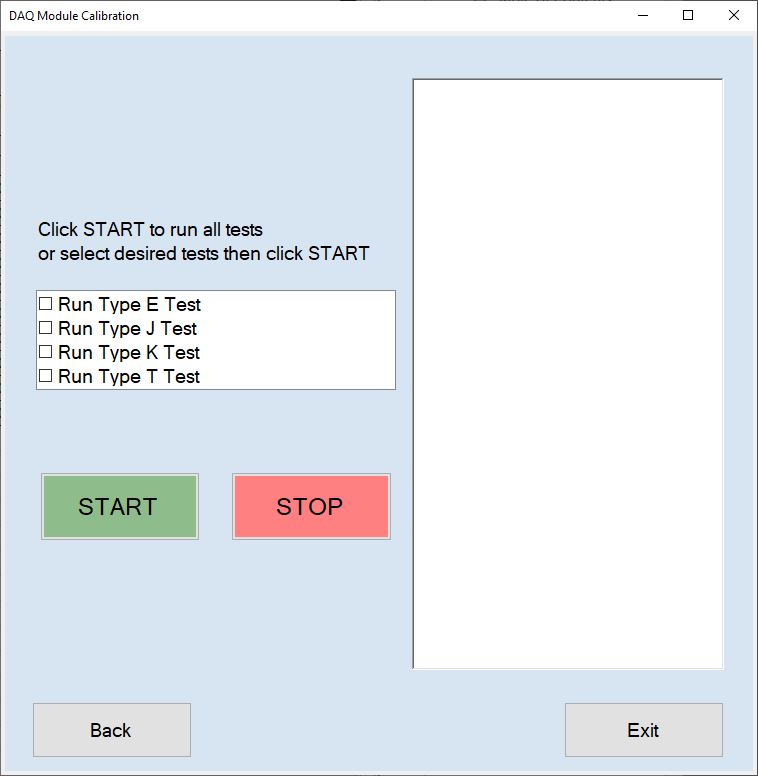 DAQ Module Calibration
Click START to run all tests
or select desired tests then click START
Run Type E Test
Run Type J Test
Run Type K Test
Run Type T Test
START
STOP
Back
Exit